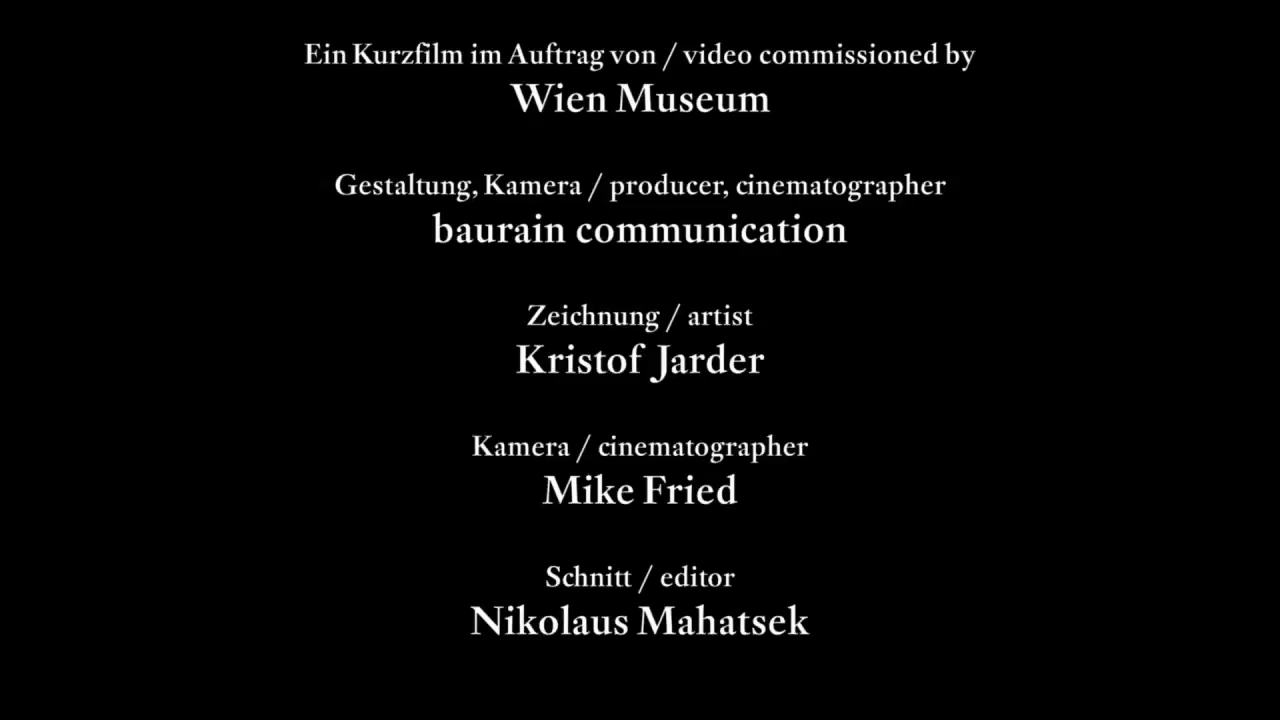 Ein Kurzfilm im Auftrag von / video commissioned by
Wien Museum
Gestaltung, Kamera / producer, cinematographer
baurain communication
Zeichnung / artist
Kristof Jarder
Kamera / cinematographer
Mike Fried
Schnitt / editor
Nikolaus Mahatsek